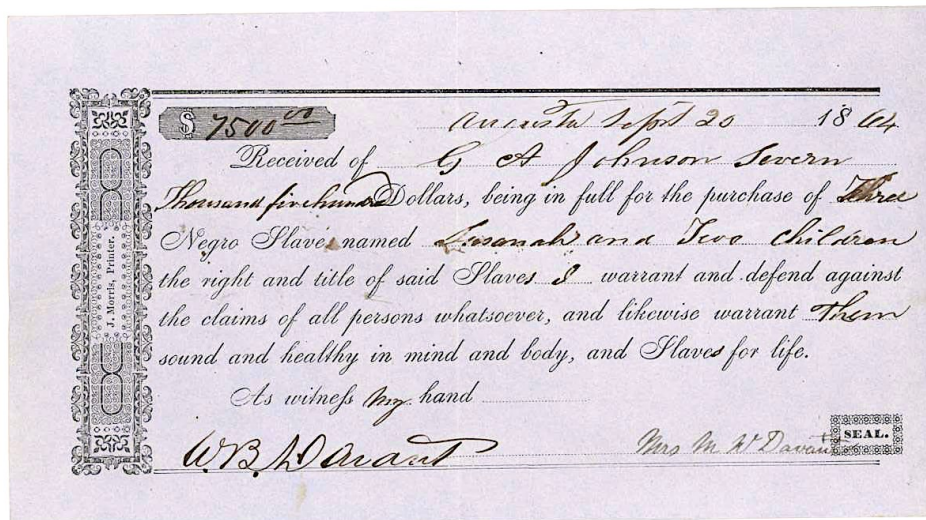 $ 7500 00
Augusta Sept 20 1864
Received of G A Johnson Severn
Thousand five hund Dollars, being in full for the purchase of Three
Negro Slaves named Susanah and Two Children
the right and title of said Slaves I warrant and defend against
the claims of all persons whatsoever, and likewise warrant Them
sound and healthy in mind and body, and Slaves for life.
As witness my hand
W.B. Davant
Mrs M W Davant
SEAL.
J. Morris, Printer.